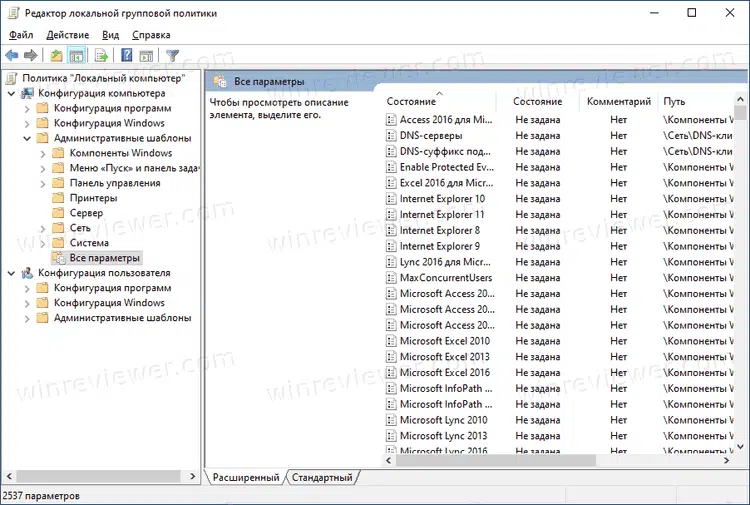 Редактор локальной групповой политики
Файл Действие Вид Справка
Политика "Локальный компьютер"
Конфигурация компьютера
Конфигурация программ
Конфигурация Windows
Административные шаблоны
Компоненты Windows
Меню «Пуск» и панель зада
Панель управления
Принтеры
Сервер
Сеть
Система
Все параметры
Конфигурация пользователя
Конфигурация программ
Конфигурация Windows
Административные шаблоны
Все параметры
Чтобы просмотреть описание
элемента, выделите его.
Состояние Состояние Комментарий Путь
Access 2016 для Mi... Не задана Нет \Компоненты W
DNS-серверы Не задана Нет \Сеть\DNS-кли
DNS-суффикс под... Не задана Нет \Сеть\DNS-кли
Enable Protected Ev... Не задана Нет \Компоненты W
Excel 2016 для Micr... Не задана Нет \Компоненты W
Internet Explorer 10 Не задана Нет \Компоненты W
Internet Explorer 11 Не задана Нет \Компоненты W
Internet Explorer 8 Не задана Нет \Компоненты W
Internet Explorer 9 Не задана Нет \Компоненты W
Lync 2016 для Micr... Не задана Нет \Компоненты W
MaxConcurrentUsers Не задана Нет \Компоненты W
Microsoft Access 20... Не задана Нет \Компоненты W
Microsoft Access 20... Не задана Нет \Компоненты W
Microsoft Access 20... Не задана Нет \Компоненты W
Microsoft Excel 2010 Не задана Нет \Компоненты W
Microsoft Excel 2013 Не задана Нет \Компоненты W
Microsoft Excel 2016 Не задана Нет \Компоненты W
Microsoft InfoPath ... Не задана Нет \Компоненты W
Microsoft InfoPath ... Не задана Нет \Компоненты W
Microsoft Lync 2010 Не задана Нет \Компоненты W
Microsoft Lync 2013 Не задана Нет \Компоненты W
Microsoft Lync 2016 Не задана Нет \Компоненты W
Расширенный Стандартный
2537 параметров
winreviewer.com
winreviewer.com
winreviewer.com
winreviewer.com
winreviewer.com
winreviewer.com